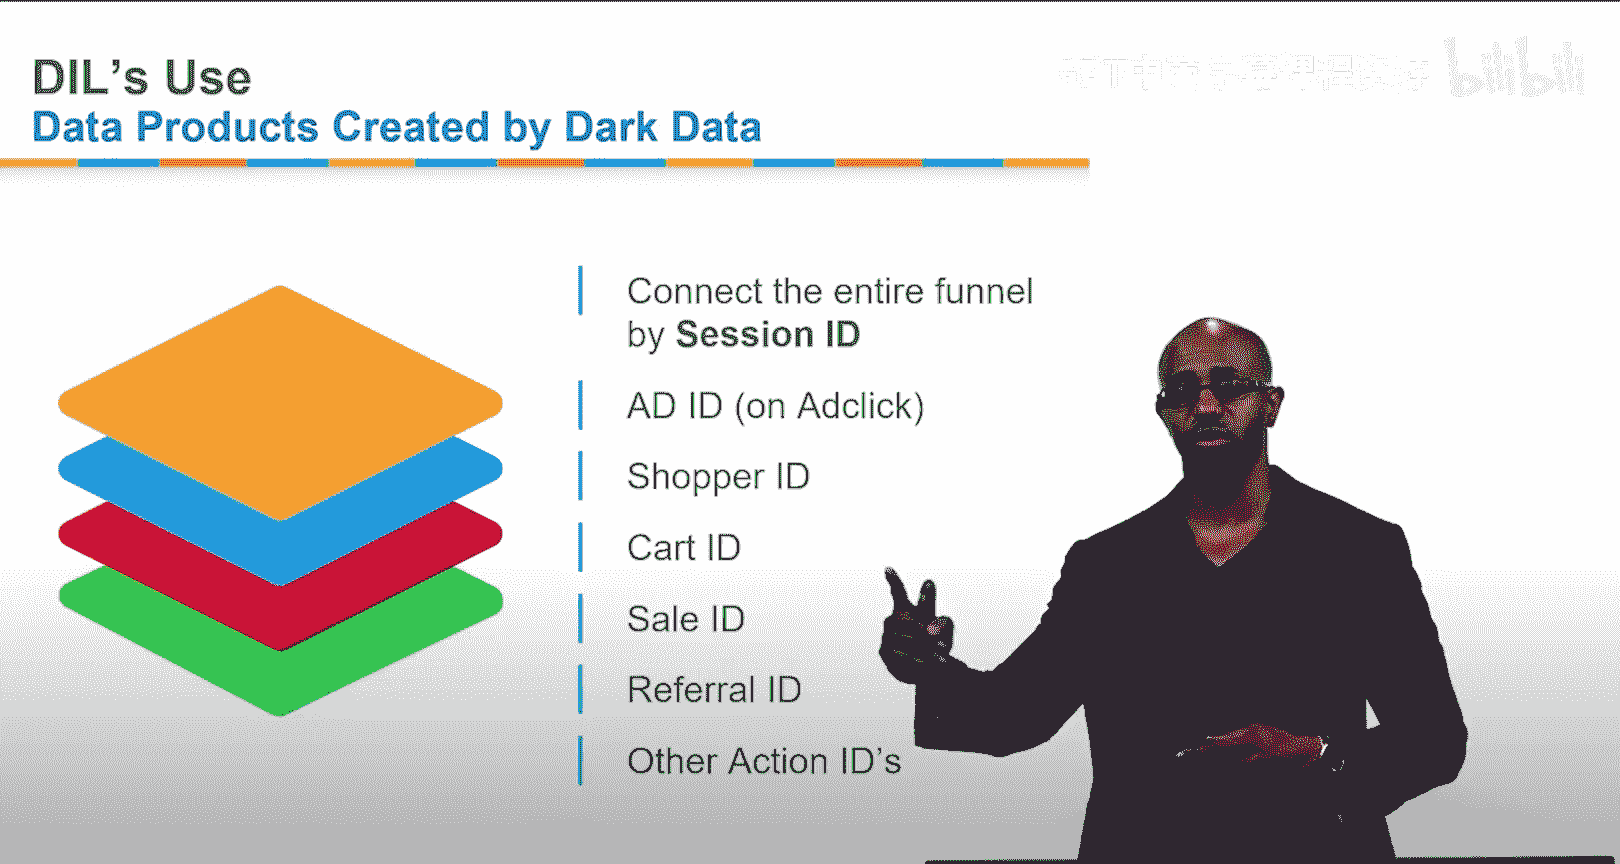 DIL’s Use
Data Products Created by Dark Data
bilibili
Connect the entire funnel
by Session ID
AD ID (on Adclick)
Shopper ID
Cart ID
Sale ID
Referral ID
Other Action ID’s